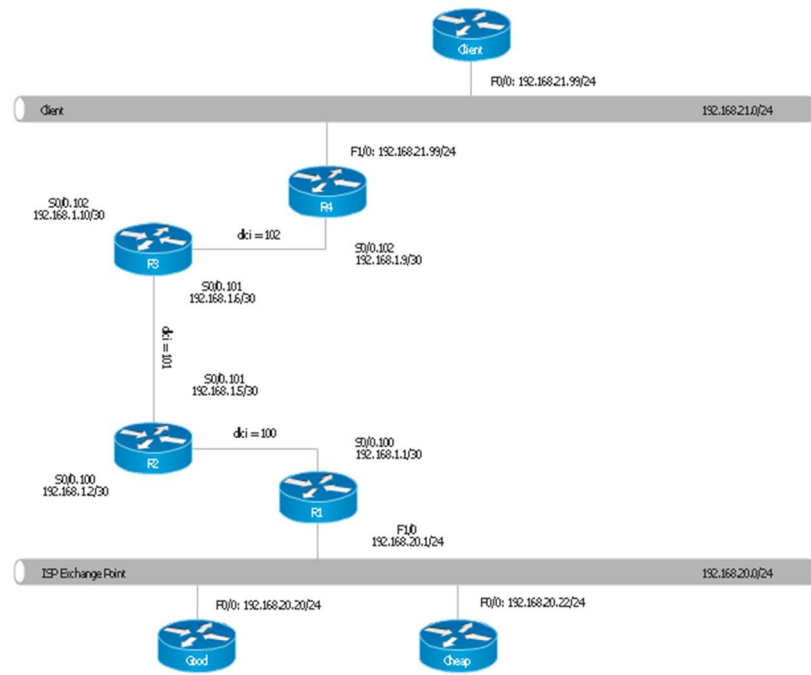 Client
F0/0: 192.168.21.99/24
Client
192.168.21.0/24
F1/0: 192.168.21.99/24
R4
S0/0.102
192.168.1.10/30
dlci = 102
S0/0.102
192.168.1.9/30
R3
S0/0.101
192.168.1.6/30
dlci = 101
S0/0.101
192.168.1.5/30
dlci = 100
S0/0.100
192.168.1.1/30
R2
S0/0.100
192.168.1.2/30
R1
F1/0
192.168.20.1/24
ISP Exchange Point
192.168.20.0/24
F0/0: 192.168.20.20/24
F0/0: 192.168.20.22/24
Good
Cheap